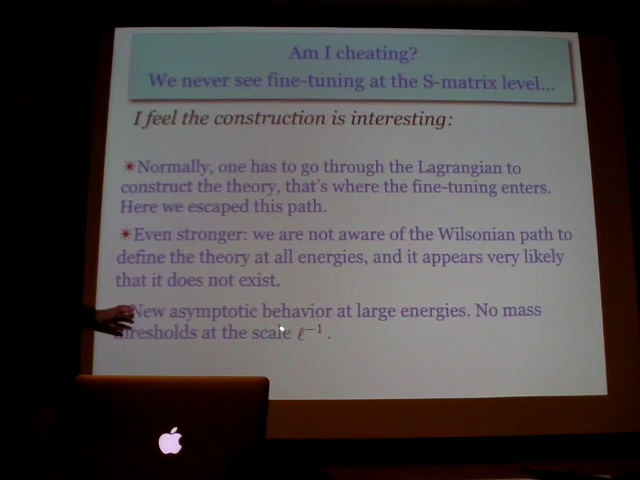 Am I cheating?
We never see fine-tuning at the S-matrix level...
I feel the construction is interesting:
✴Normally, one has to go through the Lagrangian to
construct the theory, that's where the fine-tuning enters.
Here we escaped this path.
✴Even stronger: we are not aware of the Wilsonian path to
define the theory at all energies, and it appears very likely
that it does not exist.
New asymptotic behavior at large energies. No mass
thresholds at the scale ℓ⁻¹ .